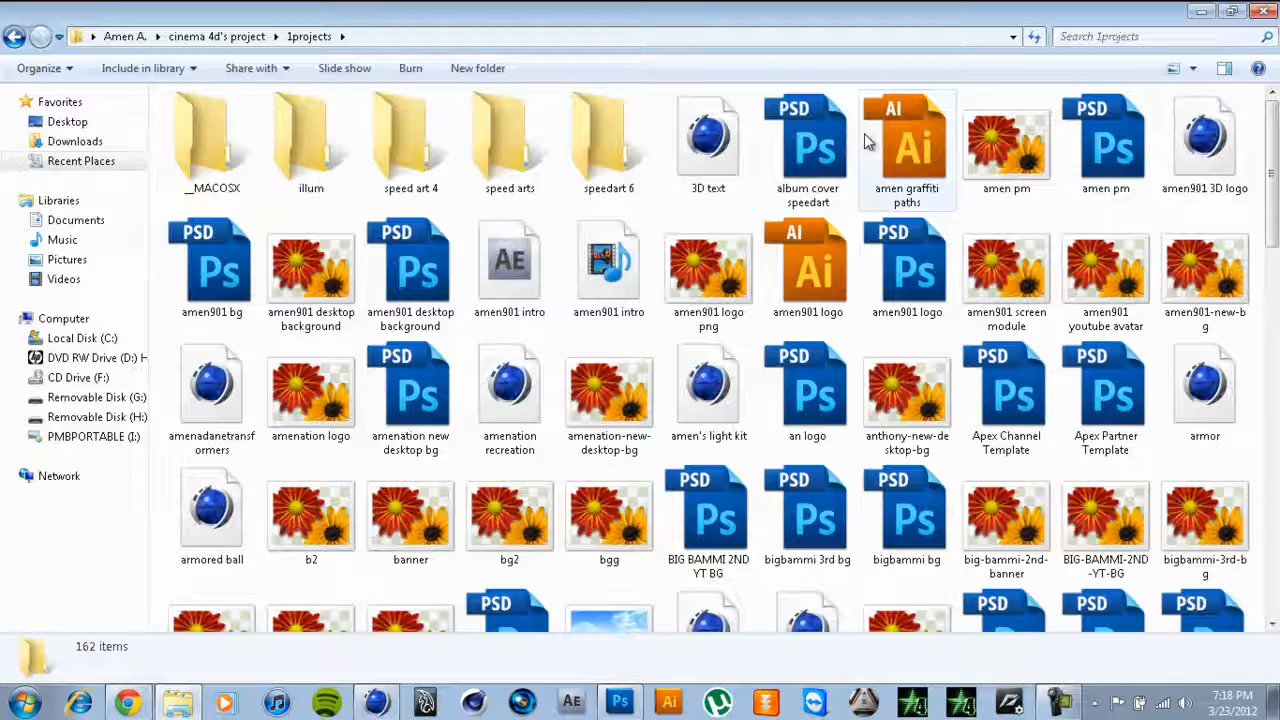 Amen A. cinema 4d's project 1projects
Search 1projects
Organize Include in library Share with Slide show Burn New folder
Favorites
Desktop
Downloads
Recent Places
Libraries
Documents
Music
Pictures
Videos
Computer
Local Disk (C:)
DVD RW Drive (D:) H
CD Drive (F:)
Removable Disk (G:)
Removable Disk (H:)
PMBPORTABLE (I:)
Network
__MACOSX
illum
speed art 4
speed arts
speedart 6
3D text
PSD
Ps
album cover
speedart
AI
Ai
amen graffiti
paths
amen pm
PSD
Ps
amen pm
amen901 3D logo
PSD
Ps
amen901 bg
amen901 desktop
background
PSD
Ps
amen901 desktop
background
AE
amen901 intro
amen901 intro
amen901 logo
png
AI
Ai
amen901 logo
PSD
Ps
amen901 logo
amen901 screen
module
amen901
youtube avatar
amen901-new-b
g
amenadanetransf
ormers
amenation logo
PSD
Ps
amenation new
desktop bg
amenation
recreation
amenation-new-
desktop-bg
amen's light kit
PSD
Ps
an logo
anthony-new-de
sktop-bg
PSD
Ps
Apex Channel
Template
PSD
Ps
Apex Partner
Template
armor
armored ball
b2
banner
bg2
bgg
PSD
Ps
BIG BAMMI 2ND
YT BG
PSD
Ps
bigbammi 3rd bg
PSD
Ps
bigbammi bg
big-bammi-2nd-
banner
BIG-BAMMI-2ND
-YT-BG
bigbammi-3rd-b
g
PSD
PSD
PSD
PSD
162 items
AE
Ps
Ai
7:18 PM
3/23/2012